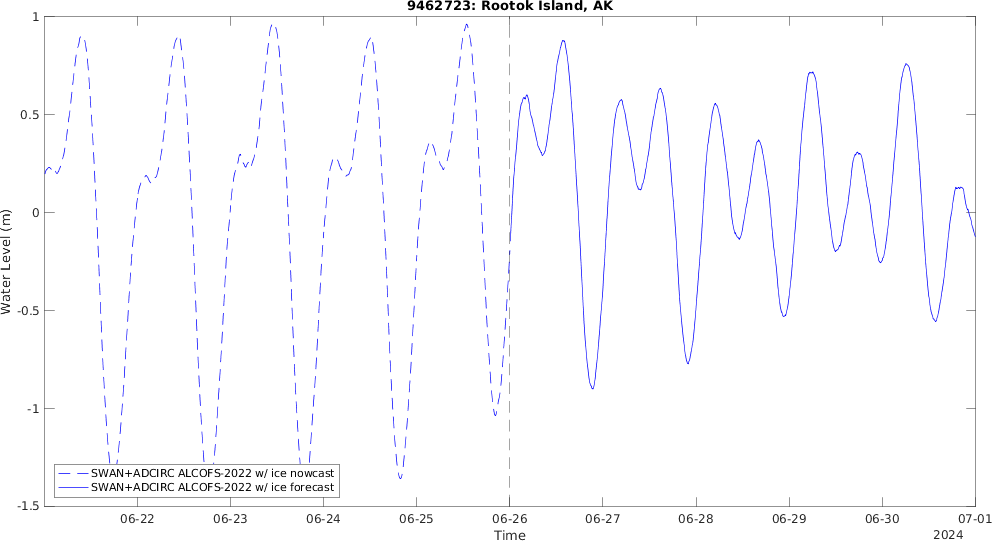 9462723: Rootok Island, AK
1
0.5
0
-0.5
-1
-1.5
Water Level (m)
SWAN+ADCIRC ALCOFS-2022 w/ ice nowcast
SWAN+ADCIRC ALCOFS-2022 w/ ice forecast
06-22 06-23 06-24 06-25 06-26 06-27 06-28 06-29 06-30 07-01
Time
2024